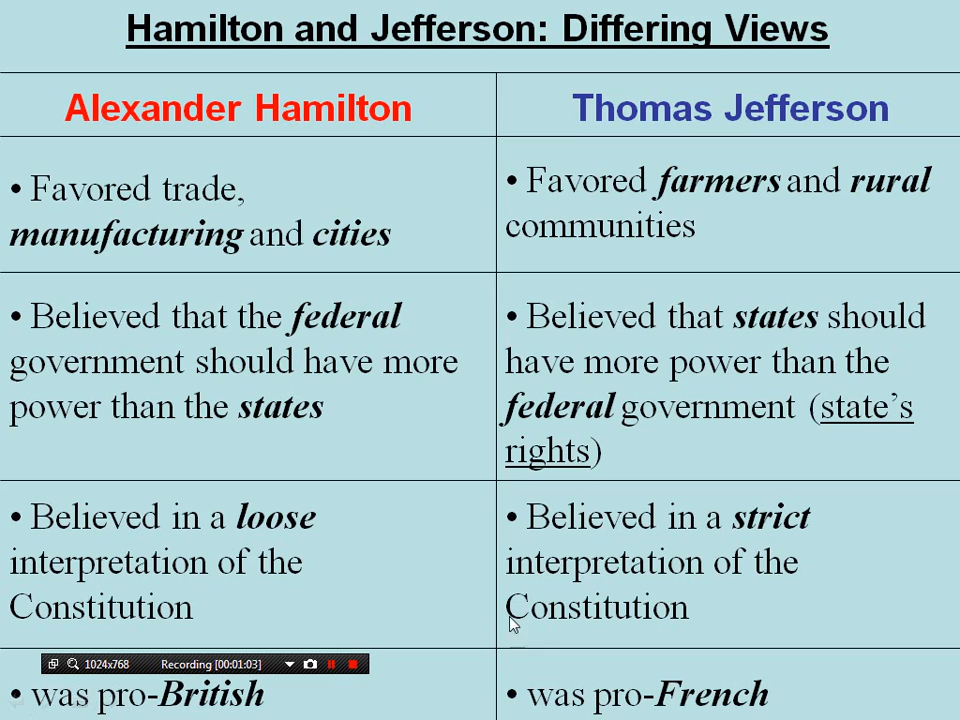 Hamilton and Jefferson: Differing Views
Alexander Hamilton
Thomas Jefferson
• Favored trade,
manufacturing and cities
• Favored farmers and rural
communities
• Believed that the federal
government should have more
power than the states
• Believed that states should
have more power than the
federal government (state’s
rights)
• Believed in a loose
interpretation of the
Constitution
• Believed in a strict
interpretation of the
Constitution
1024x768 Recording [00:01:03]
• was pro-British
• was pro-French